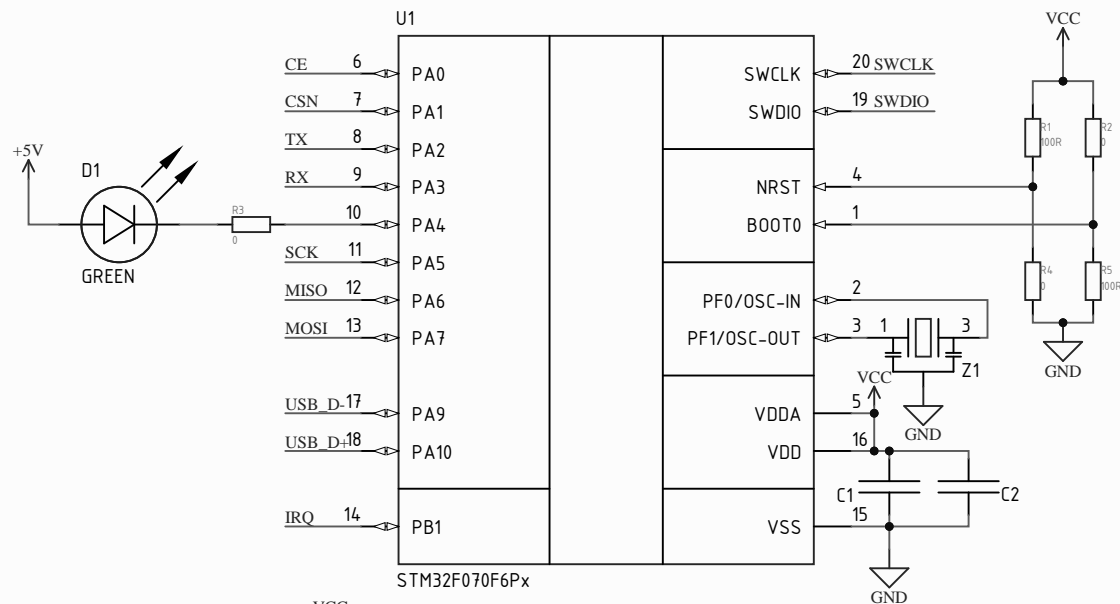 U1
VCC
CE 6 PA0
SWCLK 20 SWCLK
CSN 7 PA1
SWDIO 19 SWDIO
R1
100R
R2
0
TX 8 PA2
+5V
D1
RX 9 PA3
NRST 4
R3
0
10 PA4
BOOT0 1
GREEN
SCK 11 PA5
R4
0
R5
100R
MISO 12 PA6
PF0/OSC-IN 2
MOSI 13 PA7
PF1/OSC-OUT 3
1 3
Z1
GND
VCC
USB_D- 17 PA9
VDDA 5
GND
USB_D+ 18 PA10
VDD 16
C1
C2
IRQ 14 PB1
VSS 15
STM32F070F6Px
GND
VCC